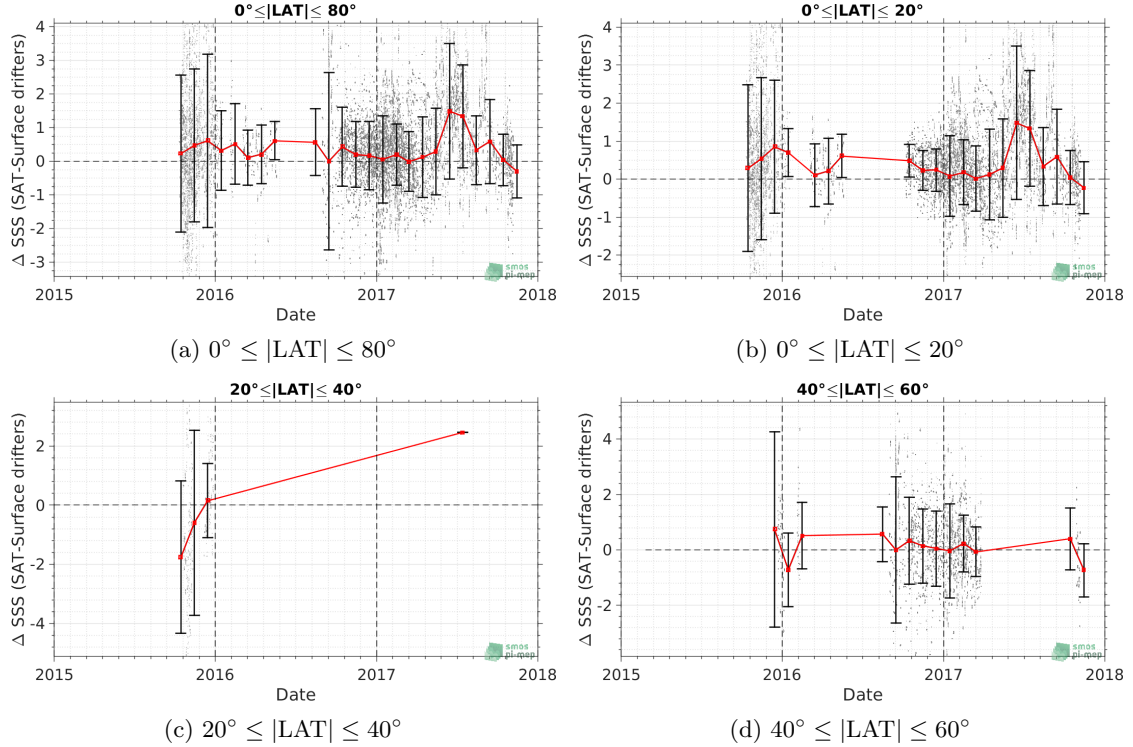 0°≤|LAT|≤ 80°
Δ SSS (SAT-Surface drifters)
4
3
2
1
0
-1
-2
-3
2015
2016
2017
2018
Date
smos
pi-mep
(a) 0° ≤ |LAT| ≤ 80°
0°≤|LAT|≤ 20°
Δ SSS (SAT-Surface drifters)
4
3
2
1
0
-1
-2
2015
2016
2017
2018
Date
smos
pi-mep
(b) 0° ≤ |LAT| ≤ 20°
20°≤|LAT|≤ 40°
Δ SSS (SAT-Surface drifters)
2
0
-2
-4
2015
2016
2017
2018
Date
smos
pi-mep
(c) 20° ≤ |LAT| ≤ 40°
40°≤|LAT|≤ 60°
Δ SSS (SAT-Surface drifters)
4
2
0
-2
2015
2016
2017
2018
Date
smos
pi-mep
(d) 40° ≤ |LAT| ≤ 60°